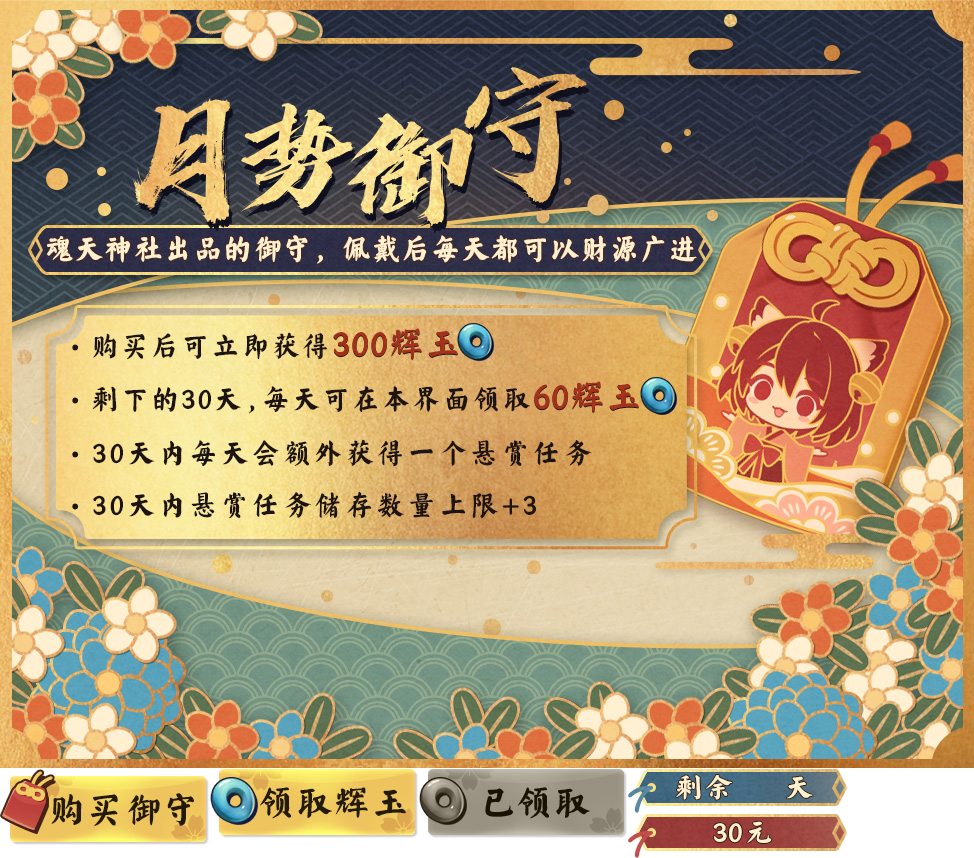 月势御守
魂天神社出品的御守，佩戴后每天都可以财源广进
·购买后可立即获得300辉玉
·剩下的30天,每天可在本界面领取60辉玉
·30天内每天会额外获得一个悬赏任务
·30天内悬赏任务储存数量上限+3
购买御守
领取辉玉
已领取
剩余 天
30元